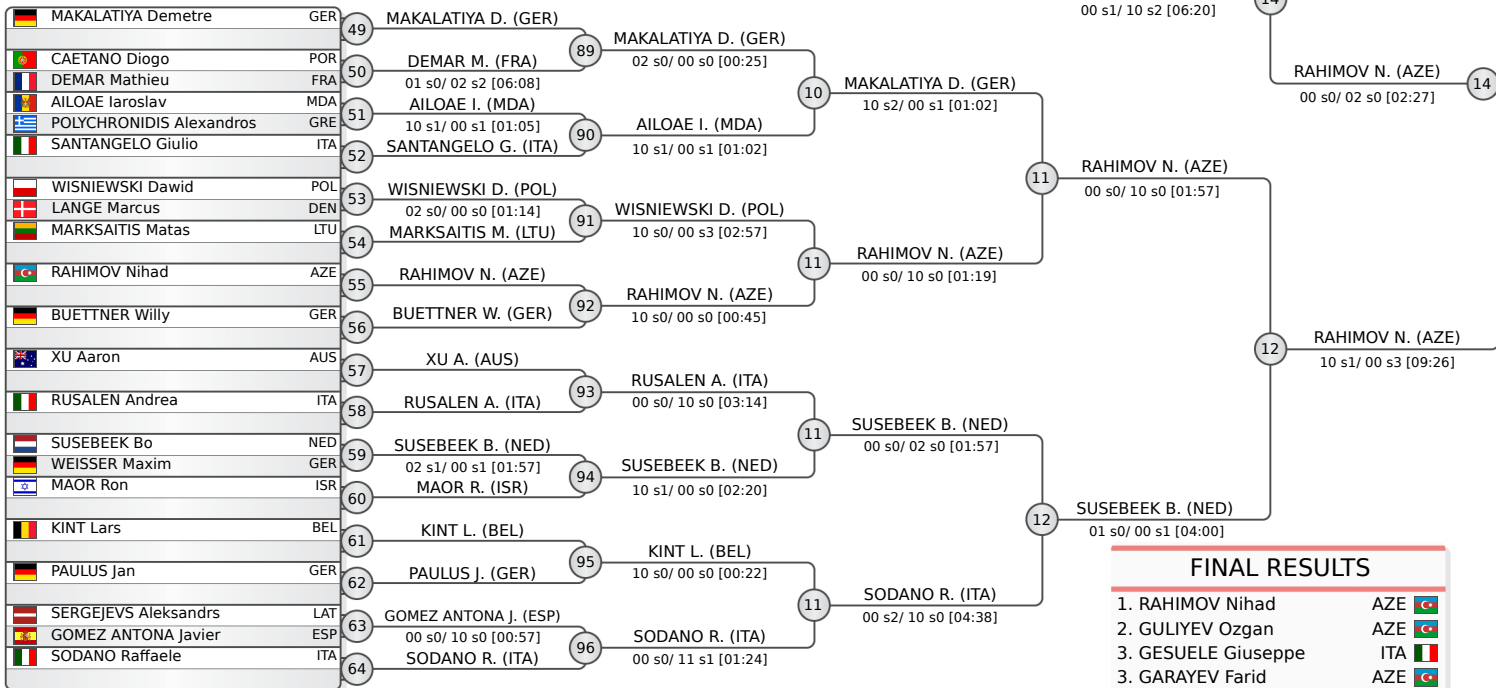 00 s1/ 10 s2 [06:20]
14
RAHIMOV N. (AZE)
00 s0/ 02 s0 [02:27]
14
MAKALATIYA Demetre GER
CAETANO Diogo POR
DEMAR Mathieu FRA
AILOAE Iaroslav MDA
POLYCHRONIDIS Alexandros GRE
SANTANGELO Giulio ITA
WISNIEWSKI Dawid POL
LANGE Marcus DEN
MARKSAITIS Matas LTU
RAHIMOV Nihad AZE
BUETTNER Willy GER
XU Aaron AUS
RUSALEN Andrea ITA
SUSEBEEK Bo NED
WEISSER Maxim GER
MAOR Ron ISR
KINT Lars BEL
PAULUS Jan GER
SERGEJEVS Aleksandrs LAT
GOMEZ ANTONA Javier ESP
SODANO Raffaele ITA
49
MAKALATIYA D. (GER)
50
DEMAR M. (FRA)
01 s0/ 02 s2 [06:08]
51
AILOAE I. (MDA)
10 s1/ 00 s1 [01:05]
52
SANTANGELO G. (ITA)
53
WISNIEWSKI D. (POL)
02 s0/ 00 s0 [01:14]
54
MARKSAITIS M. (LTU)
55
RAHIMOV N. (AZE)
56
BUETTNER W. (GER)
57
XU A. (AUS)
58
RUSALEN A. (ITA)
59
SUSEBEEK B. (NED)
02 s1/ 00 s1 [01:57]
60
MAOR R. (ISR)
61
KINT L. (BEL)
62
PAULUS J. (GER)
63
GOMEZ ANTONA J. (ESP)
00 s0/ 10 s0 [00:57]
64
SODANO R. (ITA)
89
MAKALATIYA D. (GER)
02 s0/ 00 s0 [00:25]
90
AILOAE I. (MDA)
10 s1/ 00 s1 [01:02]
91
WISNIEWSKI D. (POL)
10 s0/ 00 s3 [02:57]
92
RAHIMOV N. (AZE)
10 s0/ 00 s0 [00:45]
93
RUSALEN A. (ITA)
00 s0/ 10 s0 [03:14]
94
SUSEBEEK B. (NED)
10 s1/ 00 s0 [02:20]
95
KINT L. (BEL)
10 s0/ 00 s0 [00:22]
96
SODANO R. (ITA)
00 s0/ 11 s1 [01:24]
10
MAKALATIYA D. (GER)
10 s2/ 00 s1 [01:02]
11
RAHIMOV N. (AZE)
00 s0/ 10 s0 [01:19]
11
SUSEBEEK B. (NED)
00 s0/ 02 s0 [01:57]
11
SODANO R. (ITA)
00 s2/ 10 s0 [04:38]
11
RAHIMOV N. (AZE)
00 s0/ 10 s0 [01:57]
12
SUSEBEEK B. (NED)
01 s0/ 00 s1 [04:00]
12
RAHIMOV N. (AZE)
10 s1/ 00 s3 [09:26]
FINAL RESULTS
1. RAHIMOV Nihad AZE
2. GULIYEV Ozgan AZE
3. GESUELE Giuseppe ITA
3. GARAYEV Farid AZE